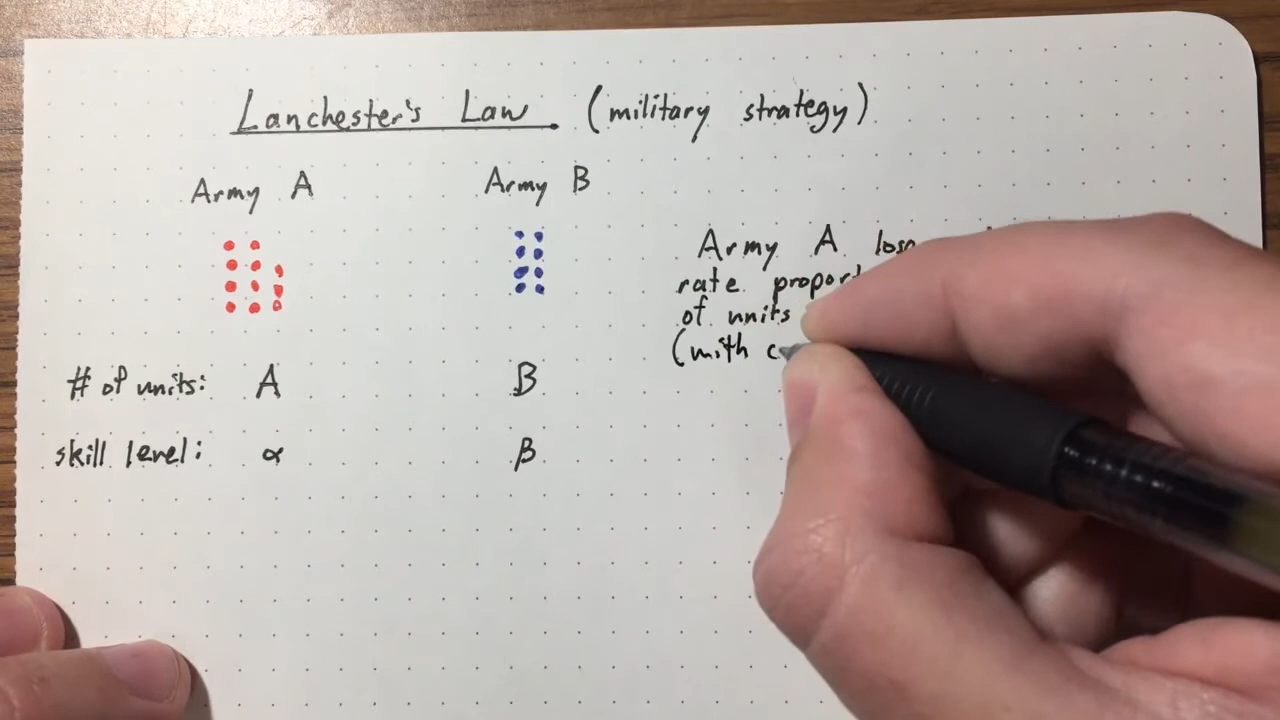 Lanchester's Law (military strategy)
Army A Army B
Army A
rate
of units
(with
# of units: A B
skill level: α β